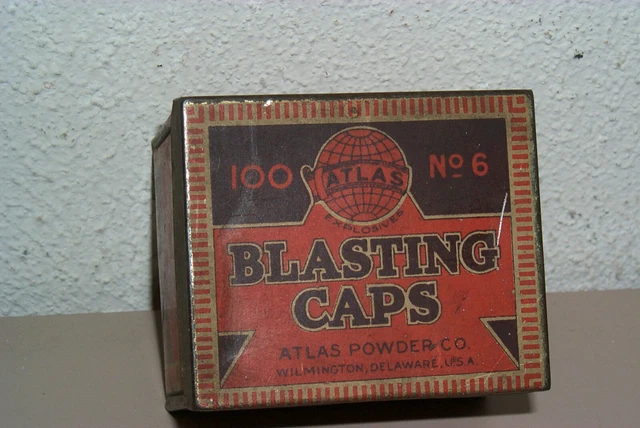 100 No 6
ATLAS
EXPLOSIVES
BLASTING
CAPS
ATLAS POWDER CO.
WILMINGTON, DELAWARE, U.S.A.